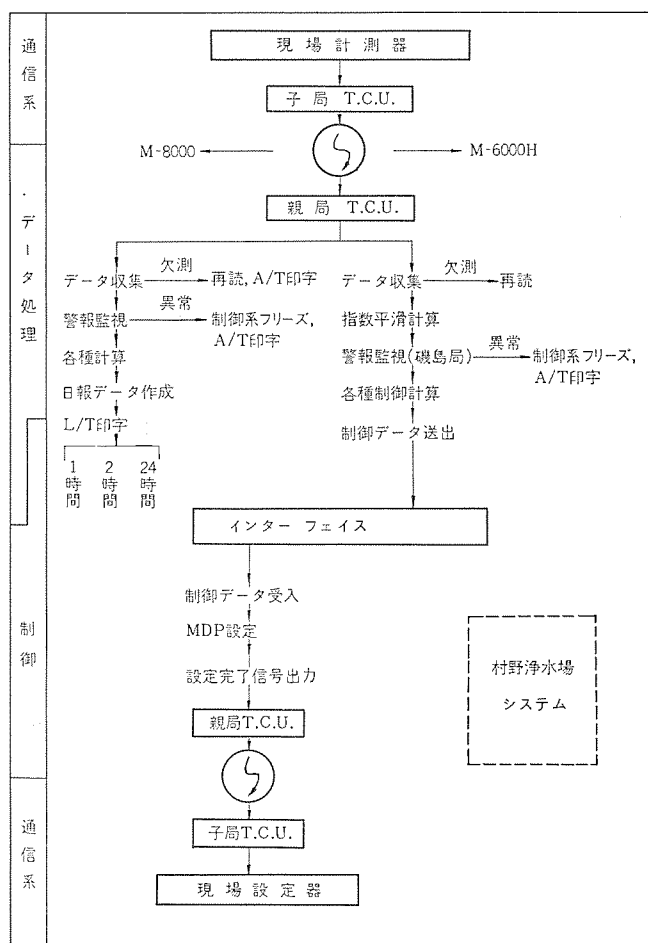 通信系
・データ処理
制御
通信系
現場計測器
子局 T.C.U.
M-8000
M-6000H
親局 T.C.U.
データ収集
欠測
再読, A/T印字
警報監視
異常
制御系フリーズ,
A/T印字
各種計算
日報データ作成
L/T印字
1時間
2時間
24時間
データ収集
欠測
再読
指数平滑計算
警報監視(磯島局)
異常
制御系フリーズ,
A/T印字
各種制御計算
制御データ送出
インターフェイス
制御データ受入
MDP設定
設定完了信号出力
親局T.C.U.
子局T.C.U.
現場設定器
村野浄水場
システム